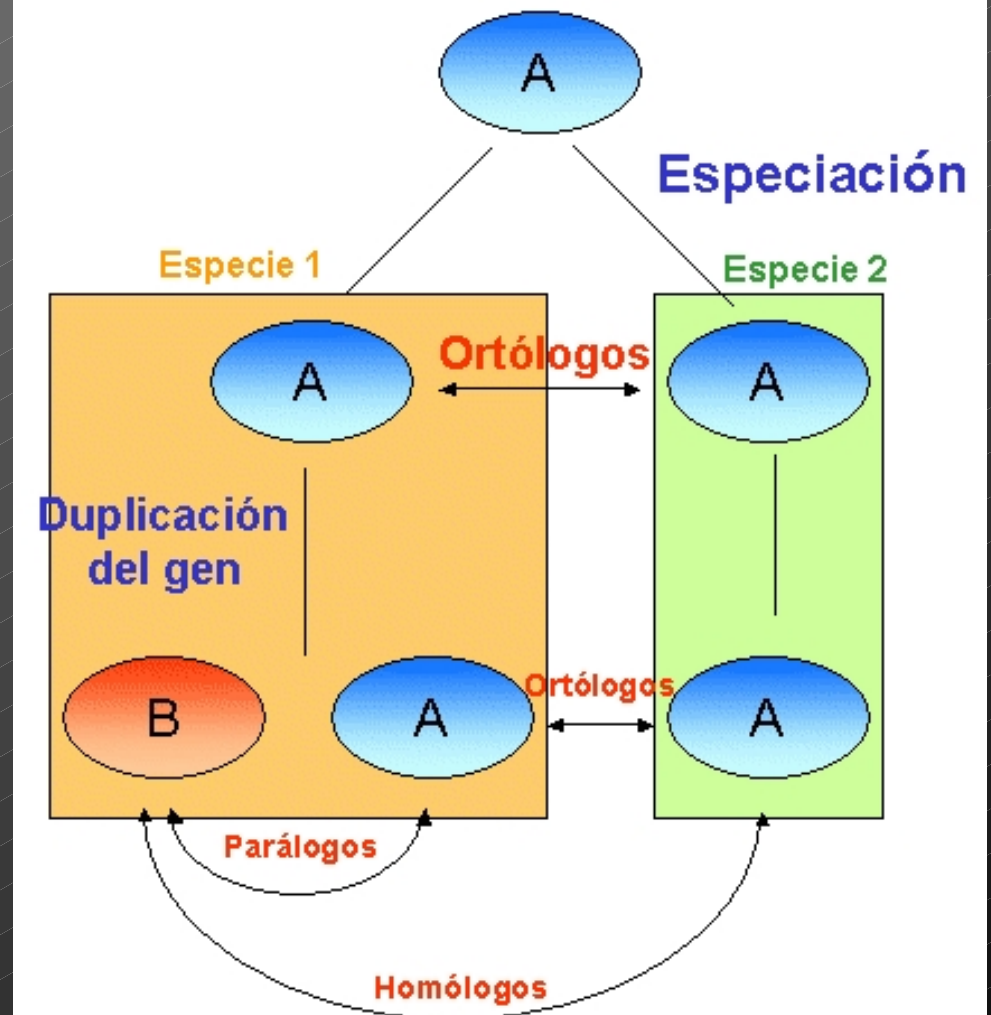 A
Especiación
Especie 1
Especie 2
A
Ortólogos
A
Duplicación
del gen
B
A
Ortólogos
A
Parálogos
Homólogos